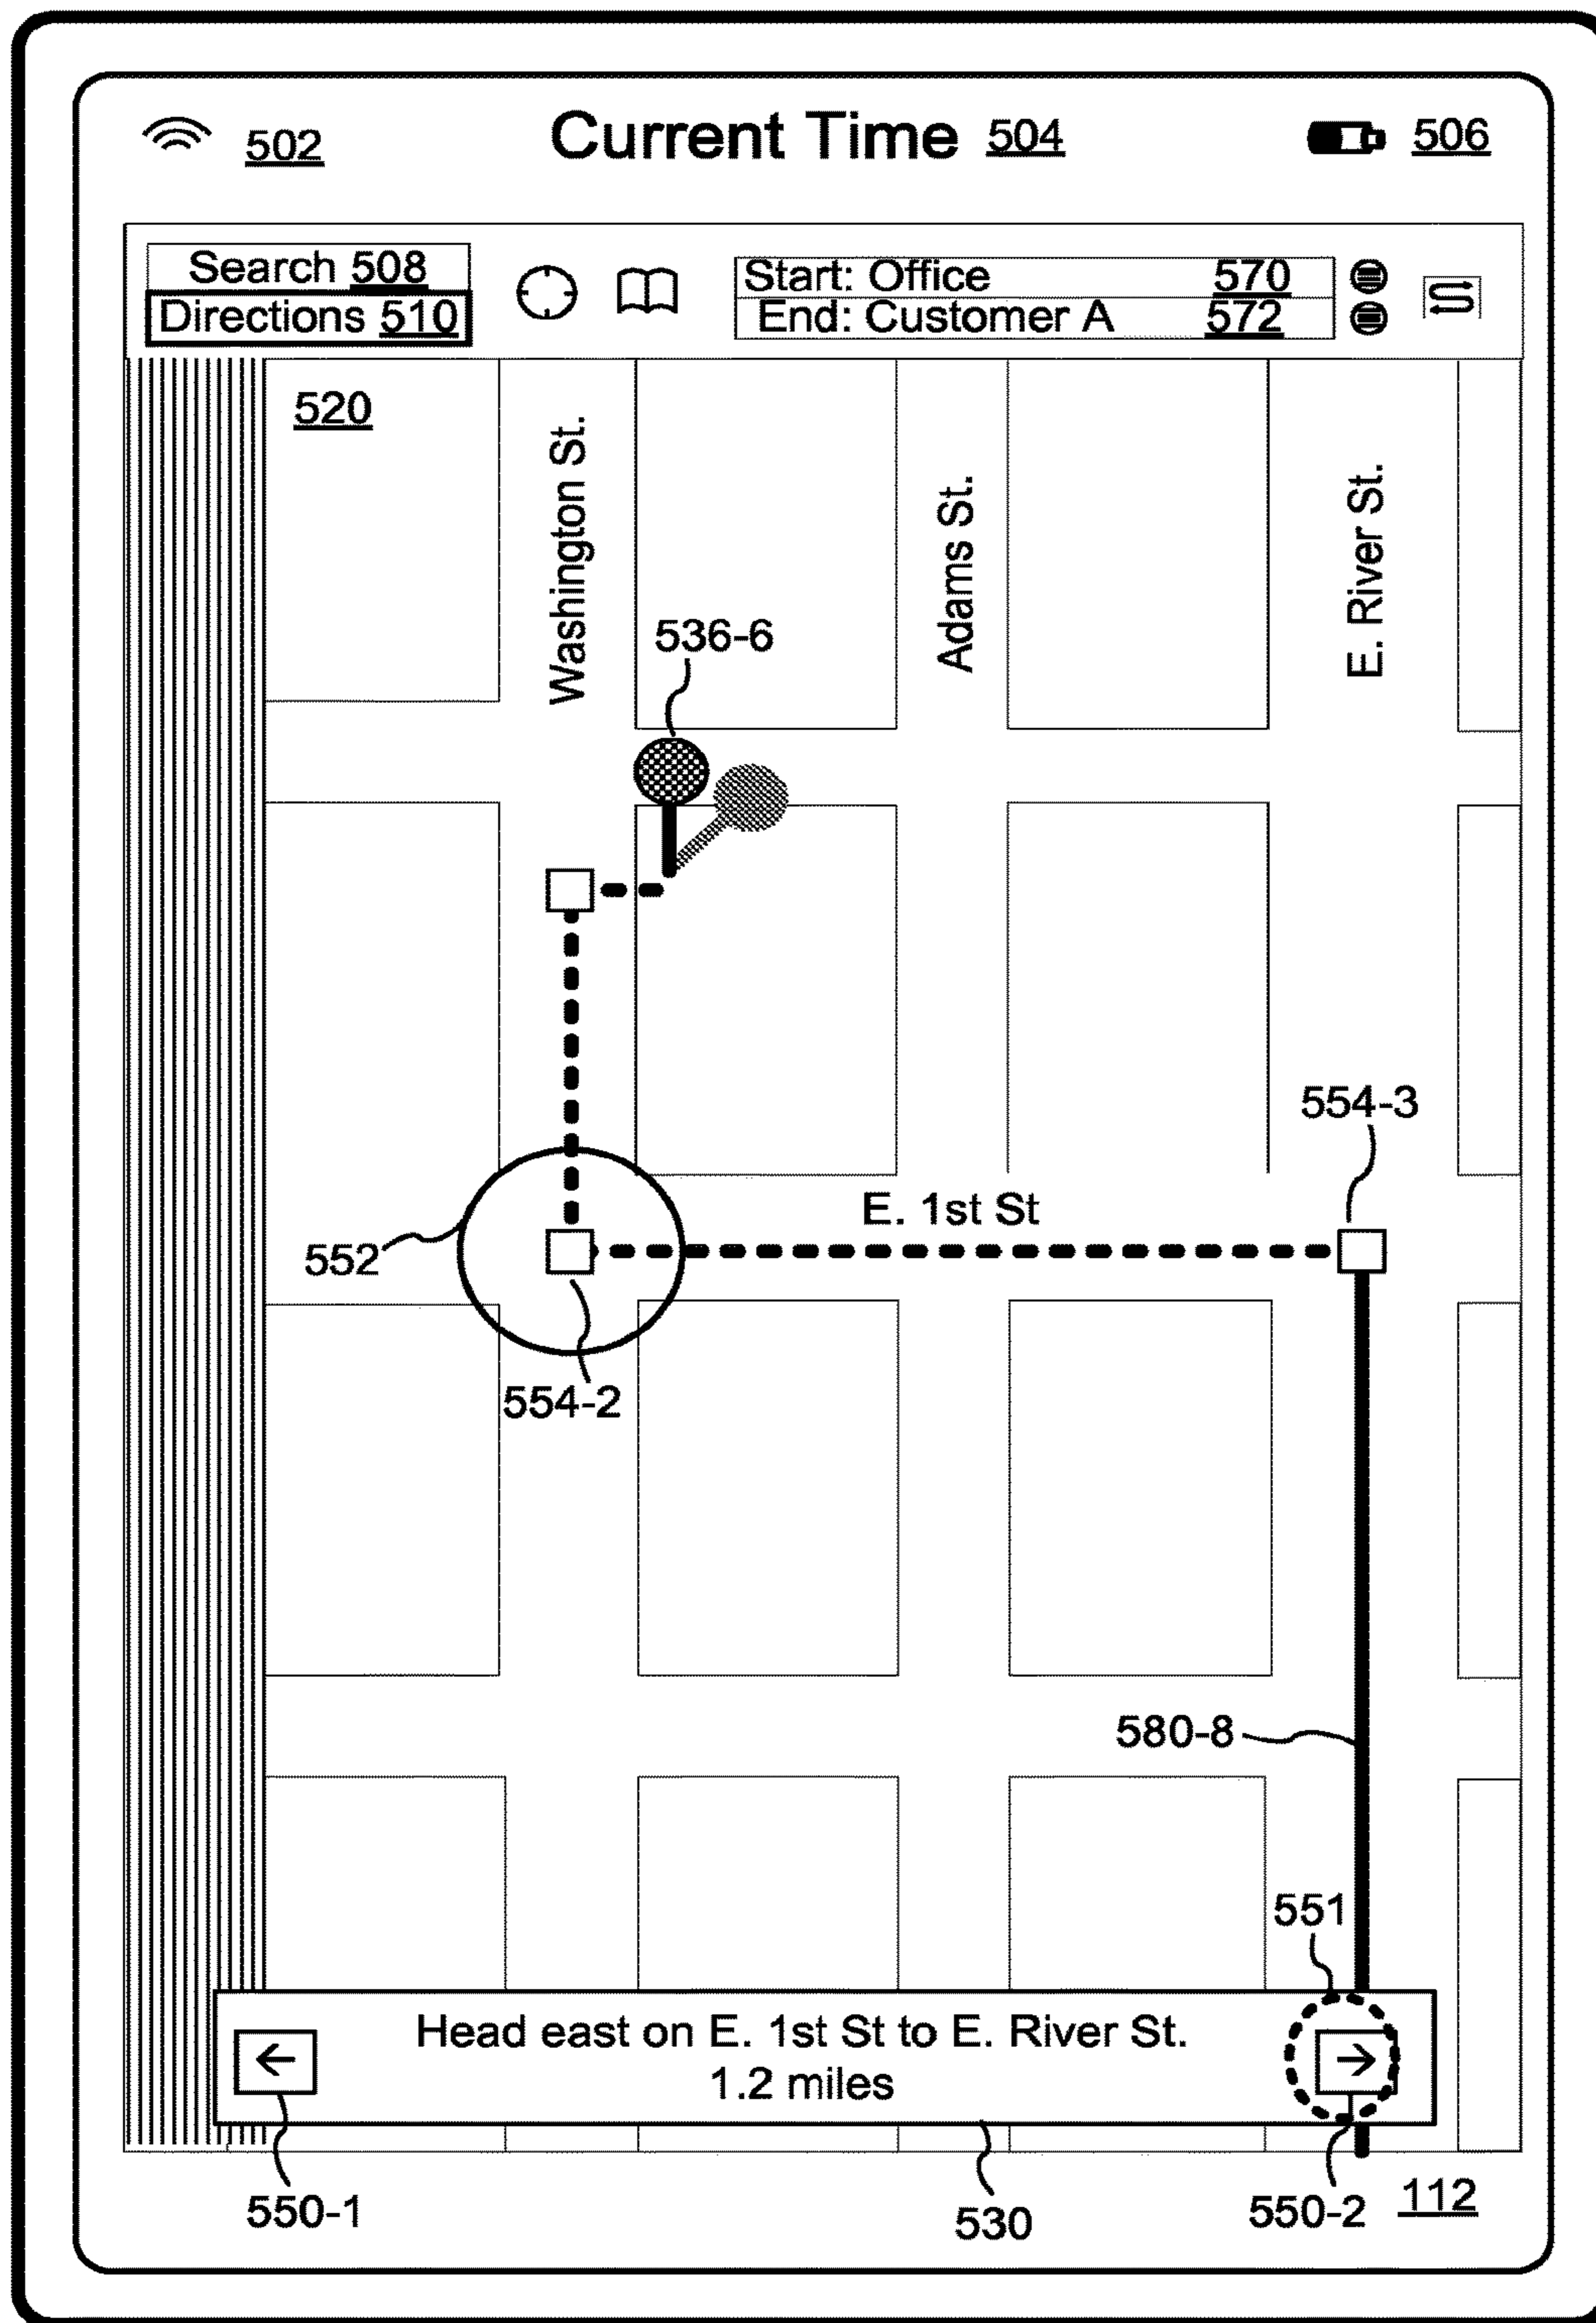 502
Current Time 504
506
Search 508
Directions 510
Start: Office 570
End: Customer A 572
520
Washington St.
Adams St.
E. River St.
536-6
554-3
E. 1st St
552
554-2
580-8
551
Head east on E. 1st St to E. River St.
1.2 miles
550-1
530
550-2
112